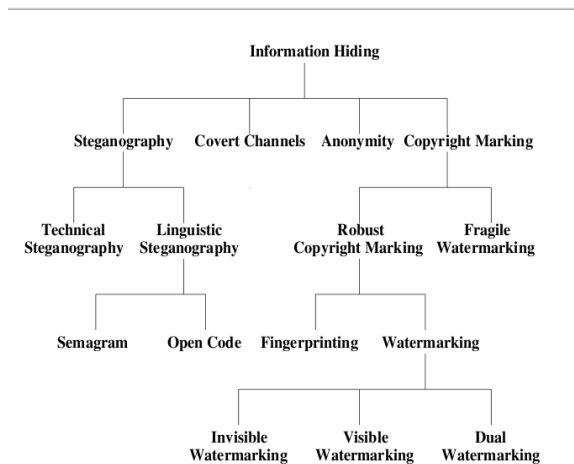 Information Hiding
Steganography Covert Channels Anonymity Copyright Marking
Technical Steganography
Linguistic Steganography
Robust Copyright Marking
Fragile Watermarking
Semagram Open Code Fingerprinting Watermarking
Invisible Watermarking
Visible Watermarking
Dual Watermarking